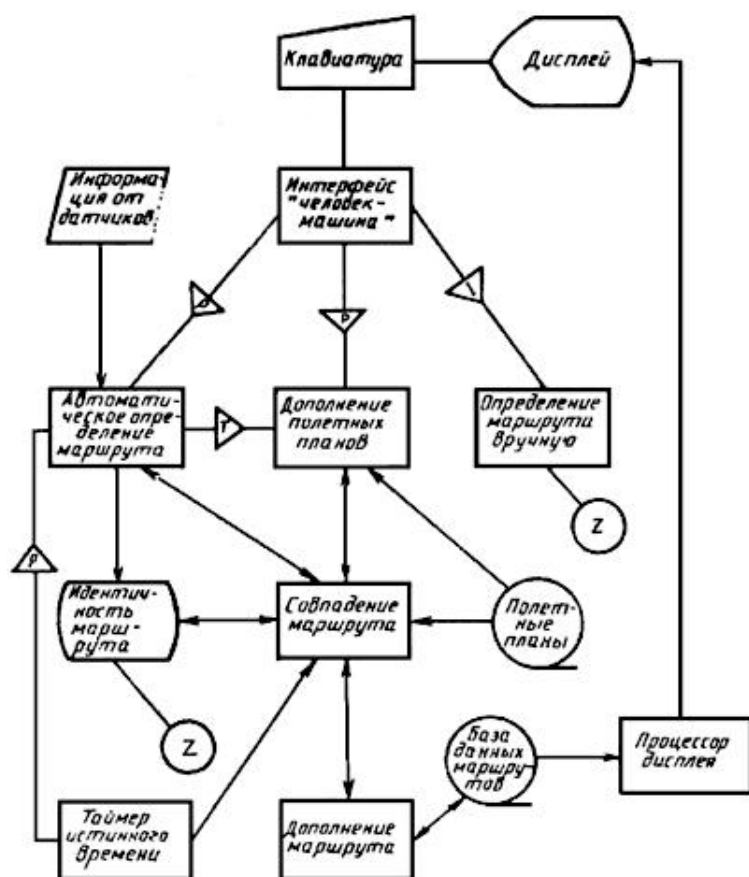 Клавиатура
Дисплей
Информа-
ция от
датчиков
Интерфейс
"человек-
машина"
Автомати-
ческое опре-
деление
маршрута
Т
Дополнение
полетных
планов
Определение
маршрута
вручную
Z
Идентич-
ность
марш-
рута
Совпадение
маршрута
Полет-
ные
планы
Z
База
данных
маршру-
тов
Процессор
дисплея
Таймер
истинного
времени
Дополнение
маршрута